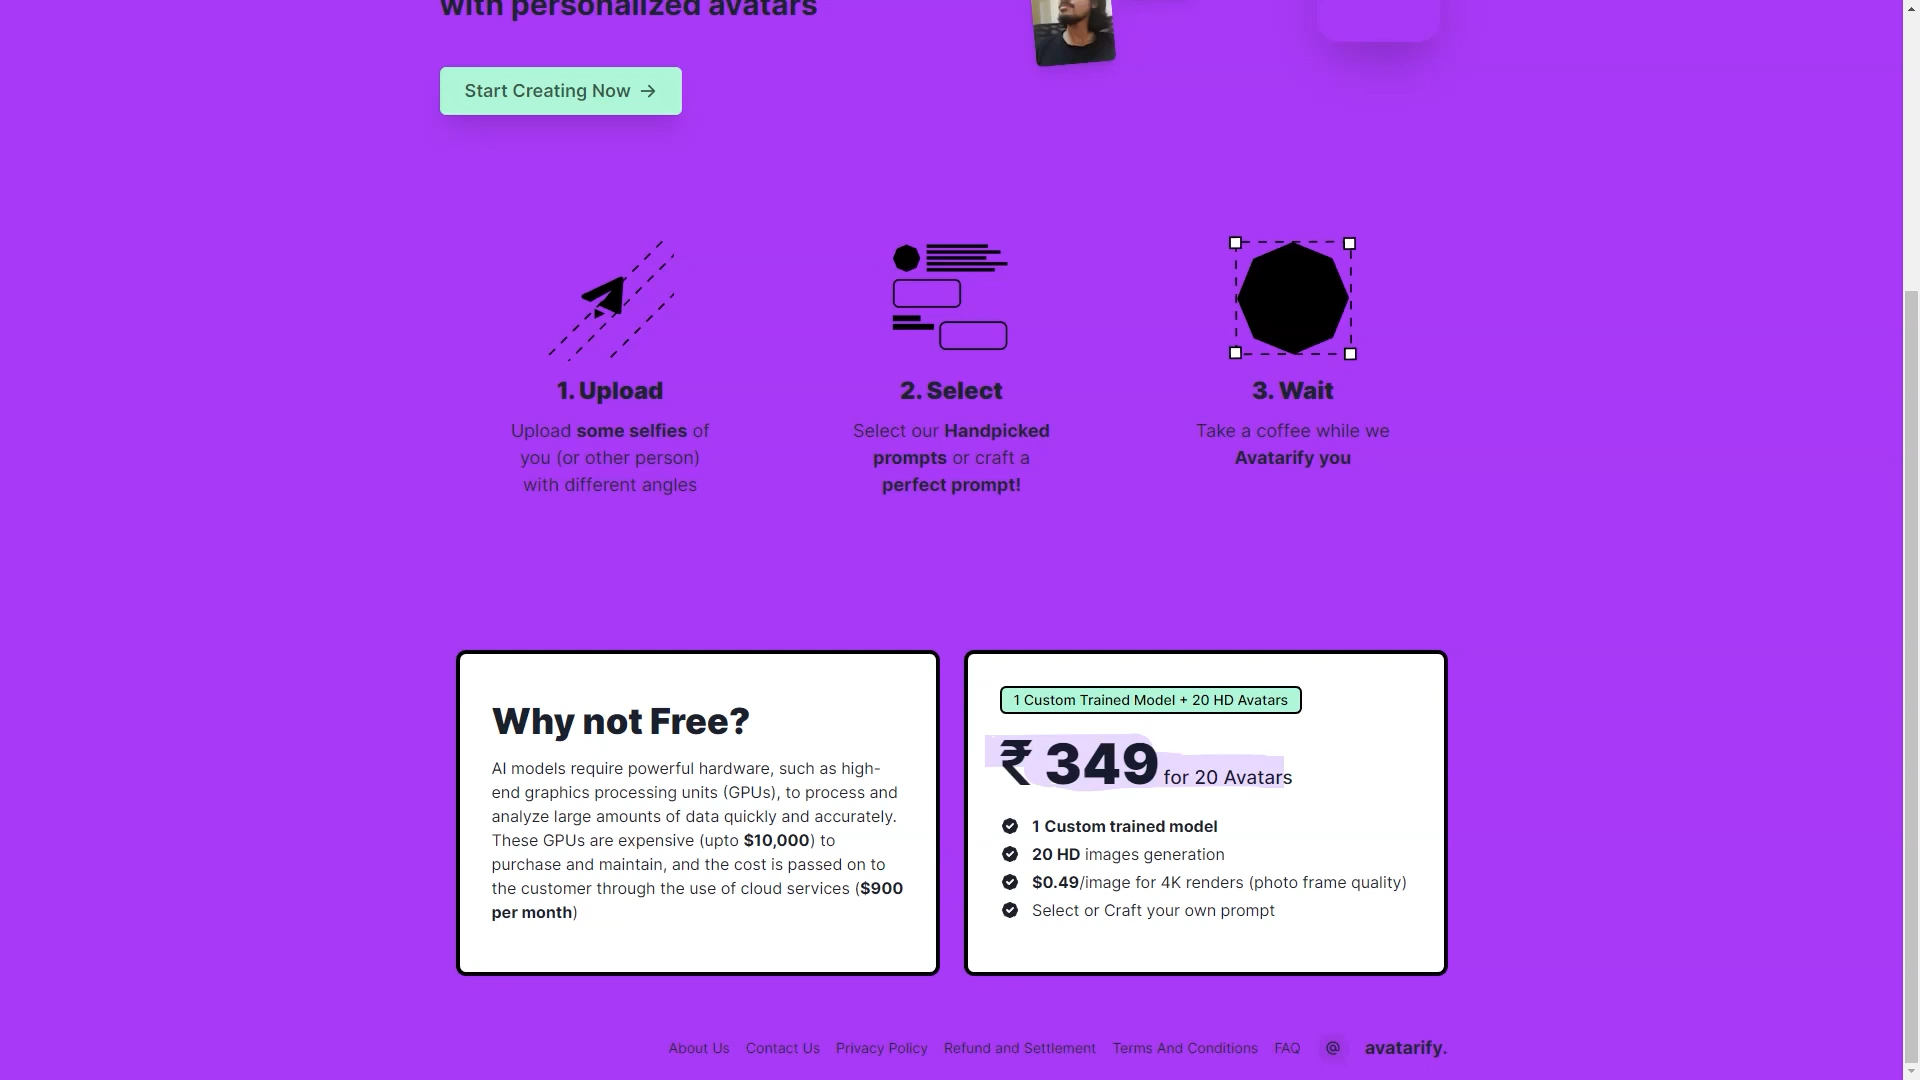 with personalized avatars
Start Creating Now →
1. Upload
Upload some selfies of
you (or other person)
with different angles
2. Select
Select our Handpicked
prompts or craft a
perfect prompt!
3. Wait
Take a coffee while we
Avatarify you
Why not Free?
AI models require powerful hardware, such as high-
end graphics processing units (GPUs), to process and
analyze large amounts of data quickly and accurately.
These GPUs are expensive (upto $10,000) to
purchase and maintain, and the cost is passed on to
the customer through the use of cloud services ($900
per month)
1 Custom Trained Model + 20 HD Avatars
₹ 349 for 20 Avatars
1 Custom trained model
20 HD images generation
$0.49/image for 4K renders (photo frame quality)
Select or Craft your own prompt
About Us Contact Us Privacy Policy Refund and Settlement Terms And Conditions FAQ @ avatarify.